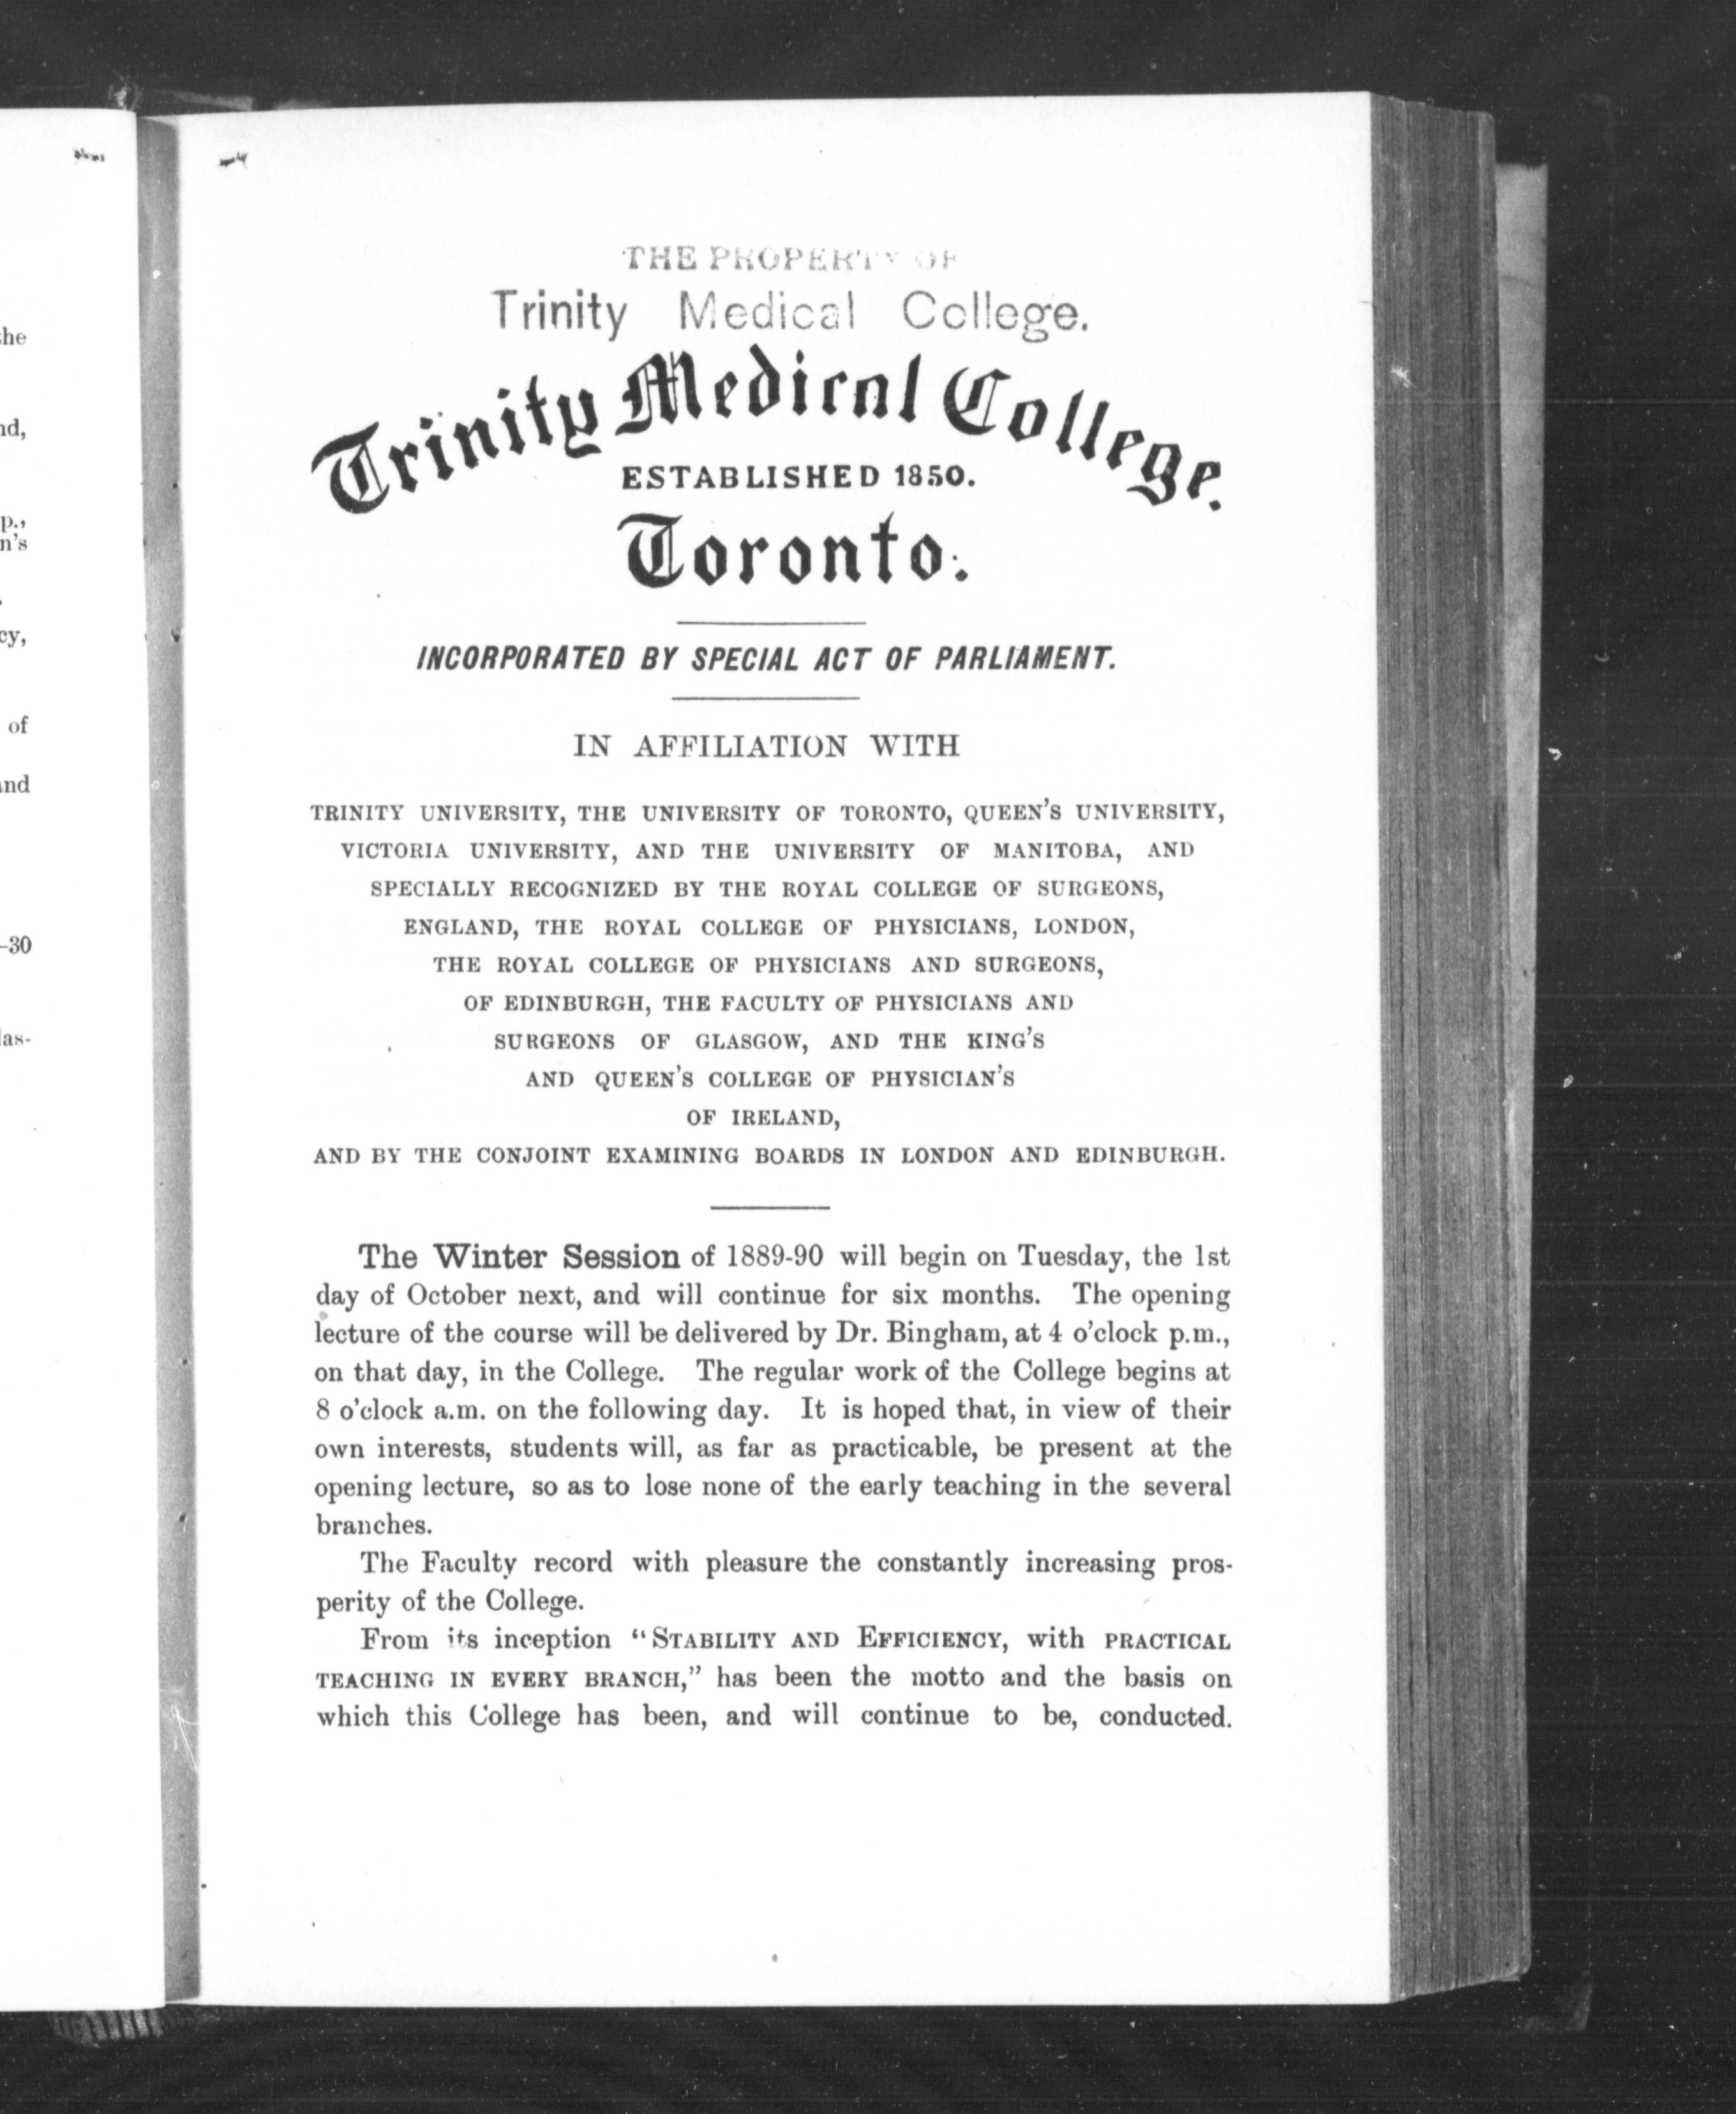 the
nd,
p.,
n's
cy,
of
and
-30
las-
THE PROPERTY OF
Trinity Medical College.
Trinity Medical College.
ESTABLISHED 1850.
Toronto.
INCORPORATED BY SPECIAL ACT OF PARLIAMENT.
IN AFFILIATION WITH
TRINITY UNIVERSITY, THE UNIVERSITY OF TORONTO, QUEEN'S UNIVERSITY,
VICTORIA UNIVERSITY, AND THE UNIVERSITY OF MANITOBA, AND
SPECIALLY RECOGNIZED BY THE ROYAL COLLEGE OF SURGEONS,
ENGLAND, THE ROYAL COLLEGE OF PHYSICIANS, LONDON,
THE ROYAL COLLEGE OF PHYSICIANS AND SURGEONS,
OF EDINBURGH, THE FACULTY OF PHYSICIANS AND
SURGEONS OF GLASGOW, AND THE KING'S
AND QUEEN'S COLLEGE OF PHYSICIAN'S
OF IRELAND,
AND BY THE CONJOINT EXAMINING BOARDS IN LONDON AND EDINBURGH.
The Winter Session of 1889-90 will begin on Tuesday, the 1st
day of October next, and will continue for six months. The opening
lecture of the course will be delivered by Dr. Bingham, at 4 o'clock p.m.,
on that day, in the College. The regular work of the College begins at
8 o'clock a.m. on the following day. It is hoped that, in view of their
own interests, students will, as far as practicable, be present at the
opening lecture, so as to lose none of the early teaching in the several
branches.
The Faculty record with pleasure the constantly increasing pros-
perity of the College.
From its inception "STABILITY AND EFFICIENCY, with PRACTICAL
TEACHING IN EVERY BRANCH," has been the motto and the basis on
which this College has been, and will continue to be, conducted.